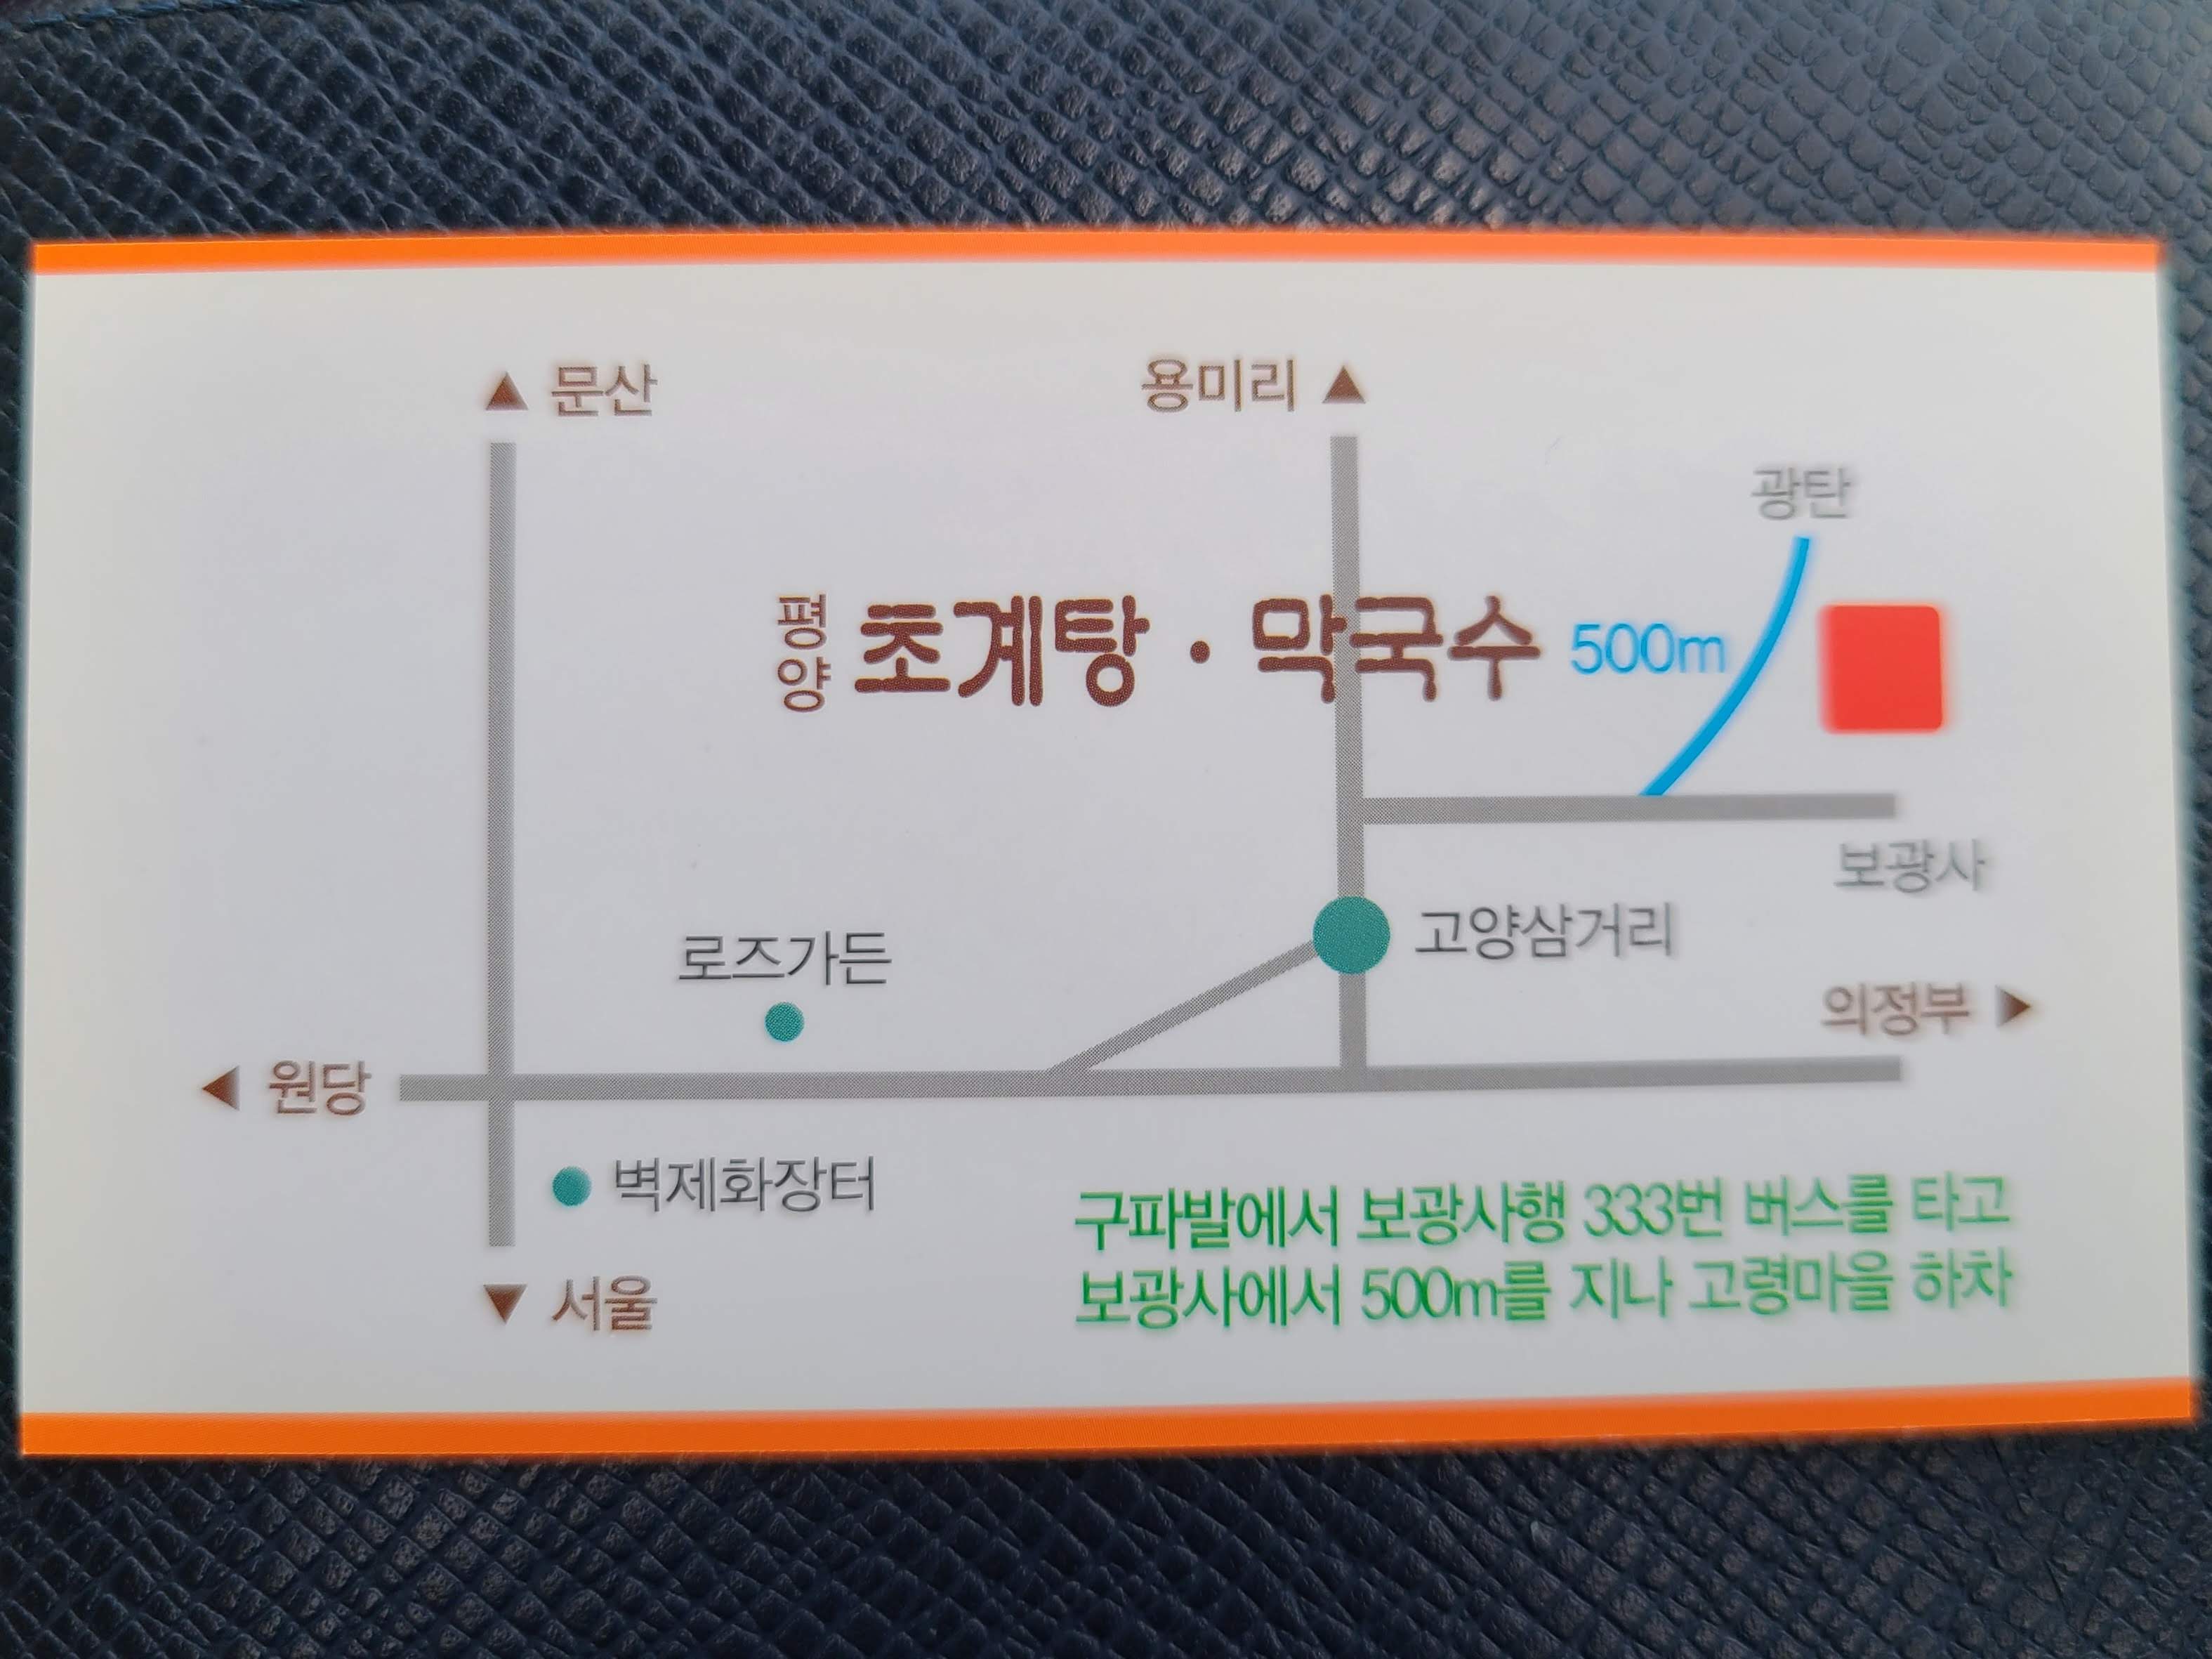 ▲ 문산
용미리 ▲
광탄
평양 초계탕 · 막국수 500m
보광사
고양삼거리
로즈가든
의정부 ▶
◀ 원당
벽제화장터
구파발에서 보광사행 333번 버스를 타고
보광사에서 500m를 지나 고령마을 하차
▼ 서울